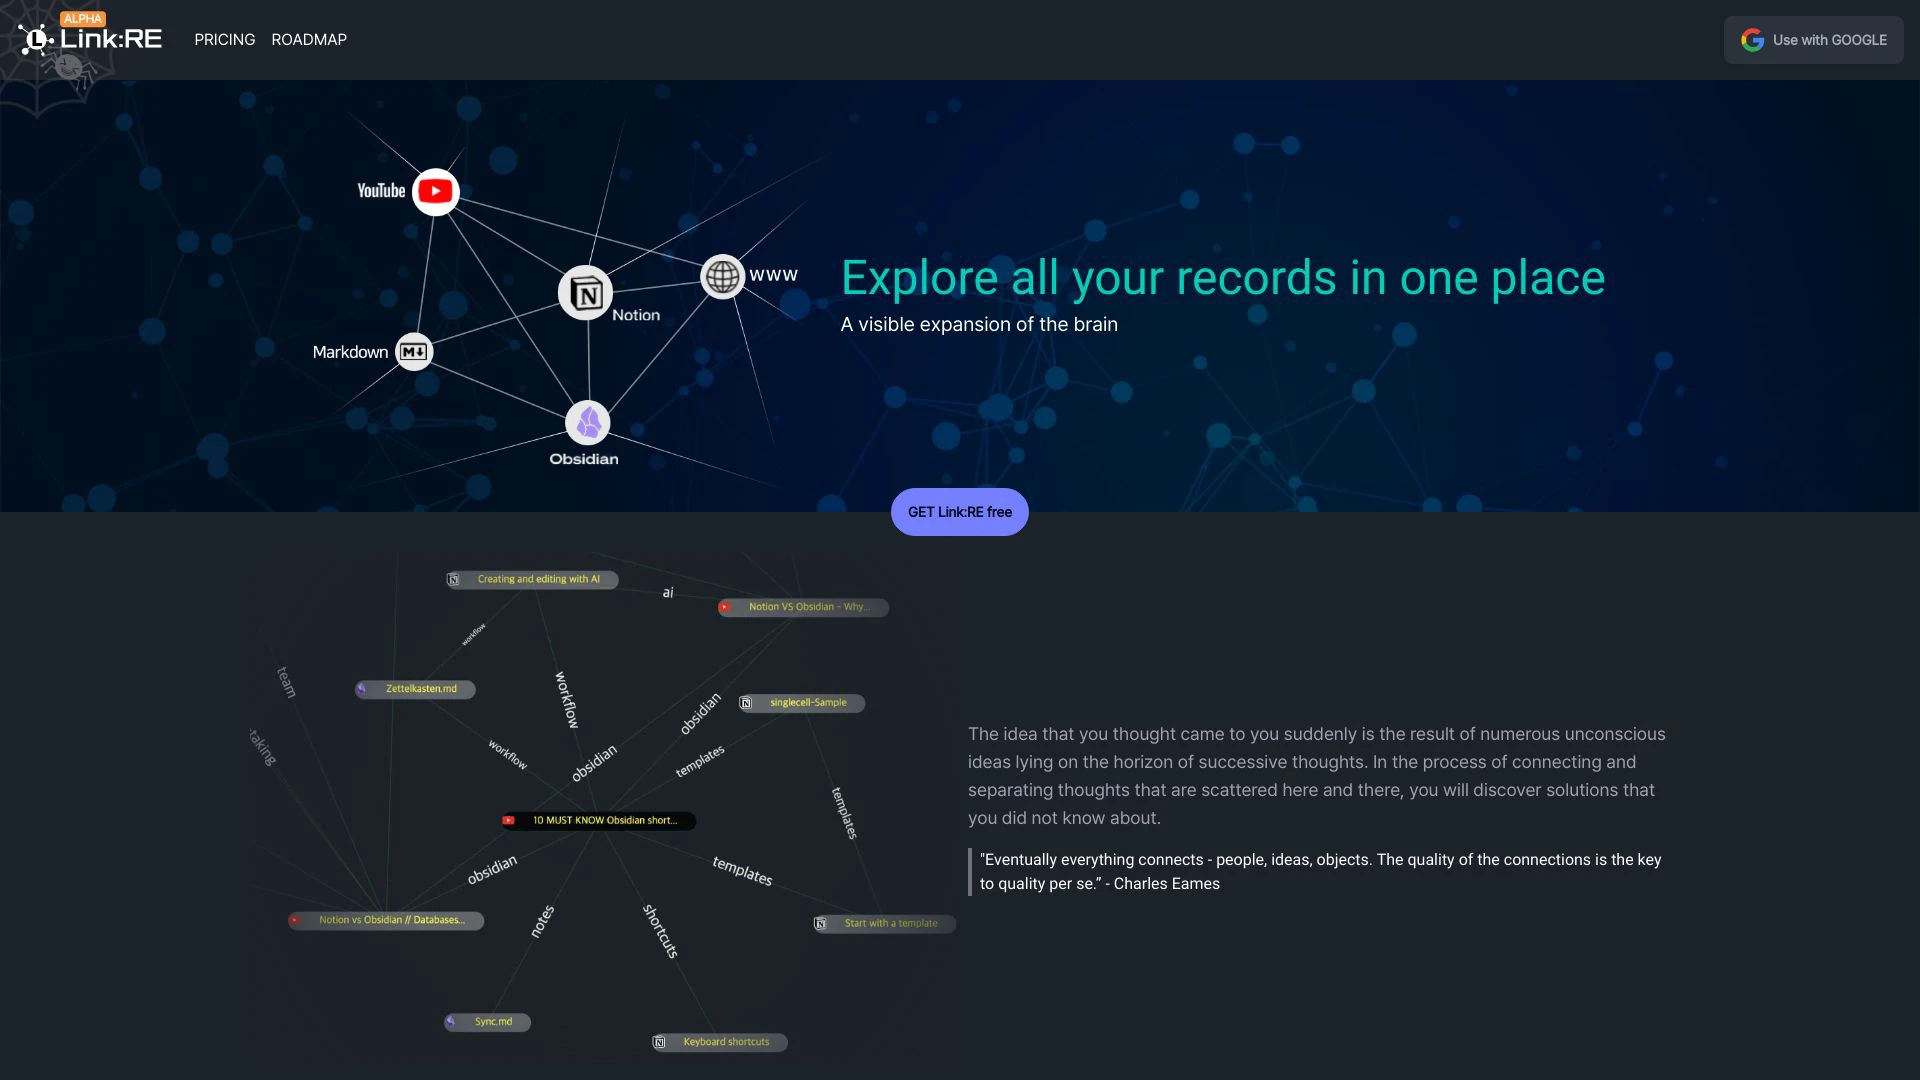 ALPHA
Link:RE
PRICING
ROADMAP
Use with GOOGLE
YouTube
www
Notion
Markdown
Obsidian
Explore all your records in one place
A visible expansion of the brain
GET Link:RE free
Creating and editing with AI
ai
Notion VS Obsidian - Why...
workflow
team
Zettelkasten.md
workflow
obsidian
singlecell-Sample
taking
workflow
obsidian
templates
templates
10 MUST KNOW Obsidian short...
obsidian
templates
notes
shortcuts
Notion vs Obsidian // Databases...
Start with a template
Sync.md
Keyboard shortcuts
The idea that you thought came to you suddenly is the result of numerous unconscious
ideas lying on the horizon of successive thoughts. In the process of connecting and
separating thoughts that are scattered here and there, you will discover solutions that
you did not know about.
"Eventually everything connects - people, ideas, objects. The quality of the connections is the key
to quality per se.” - Charles Eames